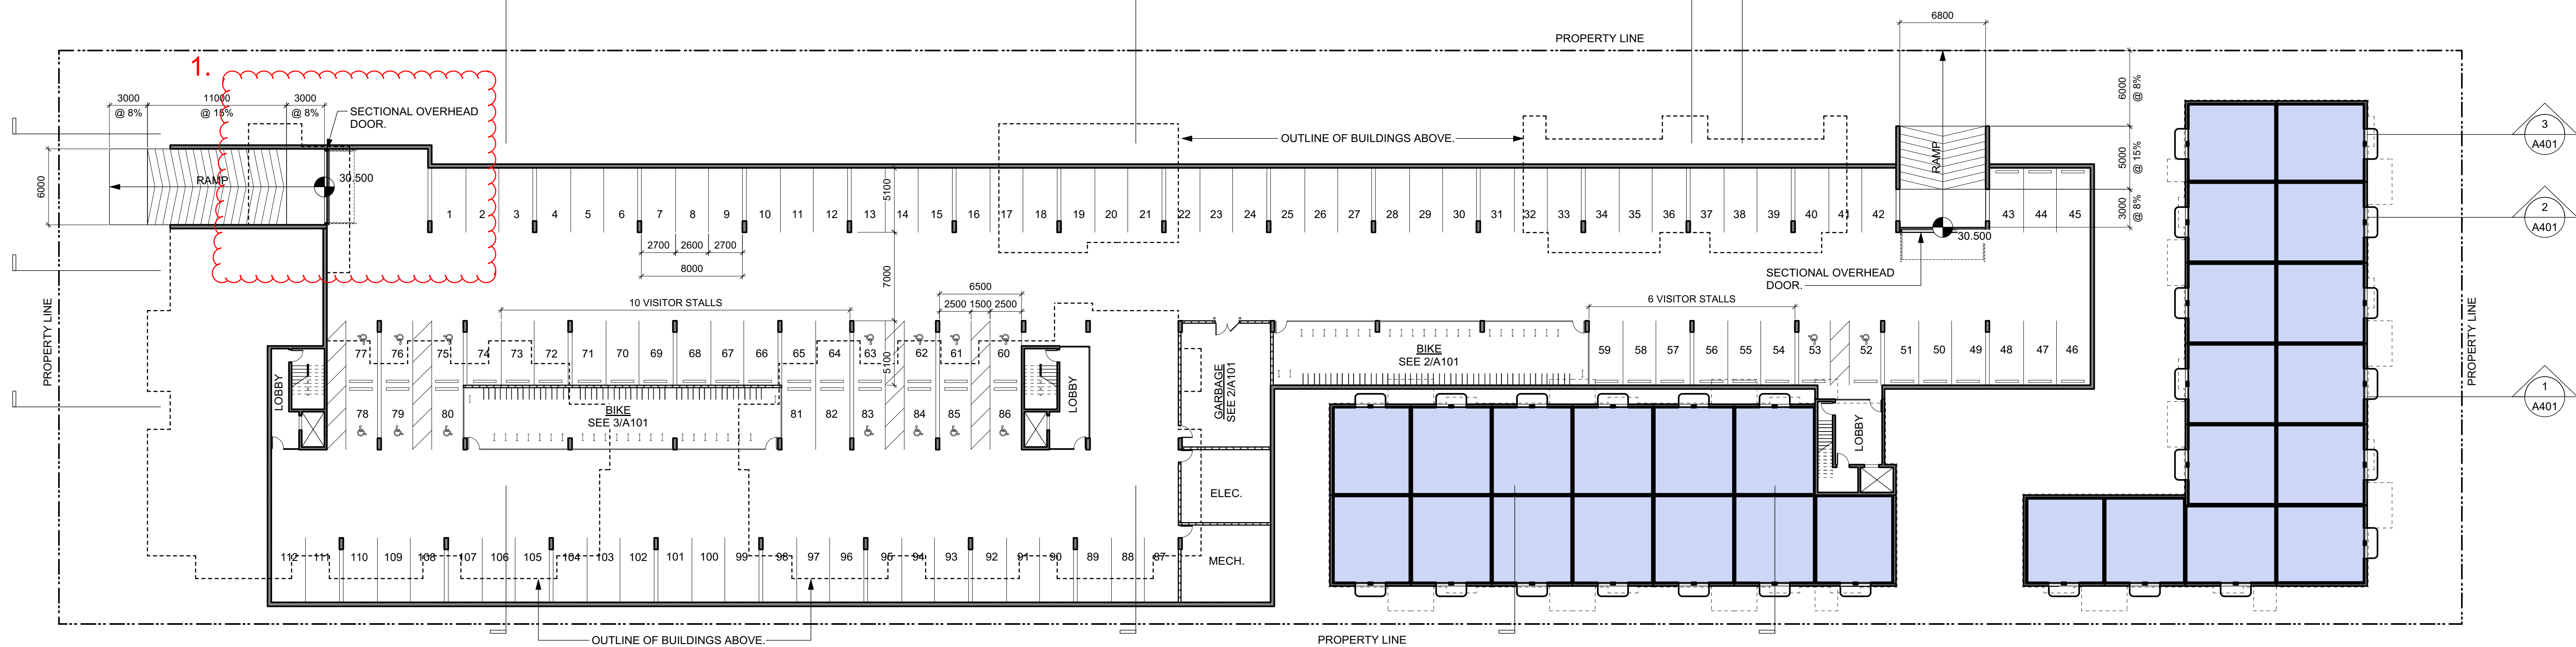 6800
PROPERTY LINE
1.
3000
11000
3000
@ 8%
@ 15%
@ 8%
SECTIONAL OVERHEAD
DOOR.
6000
@ 8%
OUTLINE OF BUILDINGS ABOVE.
3
A401
6000
RAMP
30.500
RAMP
5000
@ 15%
5100
1 2 3 4 5 6 7 8 9 10 11 12 13 14 15 16 17 18 19 20 21 22 23 24 25 26 27 28 29 30 31 32 33 34 35 36 37 38 39 40 41 42 43 44 45
3000
@ 8%
2
A401
30.500
2700 2600 2700
8000
7000
SECTIONAL OVERHEAD
DOOR.
6500
2500 1500 2500
10 VISITOR STALLS
6 VISITOR STALLS
PROPERTY LINE
PROPERTY LINE
77 76 75 74 73 72 71 70 69 68 67 66 65 64 63 62 61 60
5100
BIKE
SEE 2/A101
59 58 57 56 55 54 53 52 51 50 49 48 47 46
LOBBY
LOBBY
GARBAGE
SEE 2/A101
1
A401
78 79 80
BIKE
SEE 3/A101
81 82 83 84 85 86
LOBBY
ELEC.
MECH.
112 111 110 109 108 107 106 105 104 103 102 101 100 99 98 97 96 95 94 93 92 91 90 89 88 87
OUTLINE OF BUILDINGS ABOVE.
PROPERTY LINE